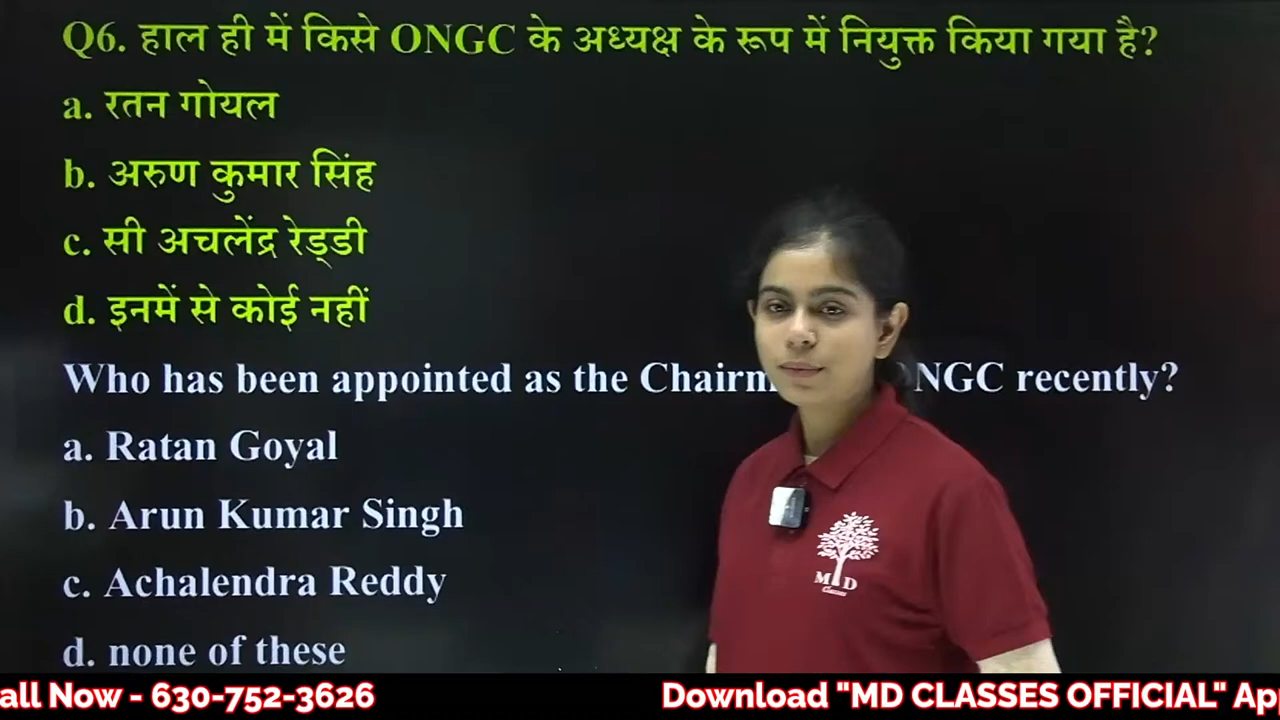 Q6. हाल ही में किसे ONGC के अध्यक्ष के रूप में नियुक्त किया गया है?
a. रतन गोयल
b. अरुण कुमार सिंह
c. सी अचलेंद्र रेड्डी
d. इनमें से कोई नहीं
Who has been appointed as the Chairm NGC recently?
a. Ratan Goyal
b. Arun Kumar Singh
c. Achalendra Reddy
d. none of these
MD
Classes
all Now - 630-752-3626 Download "MD CLASSES OFFICIAL" App